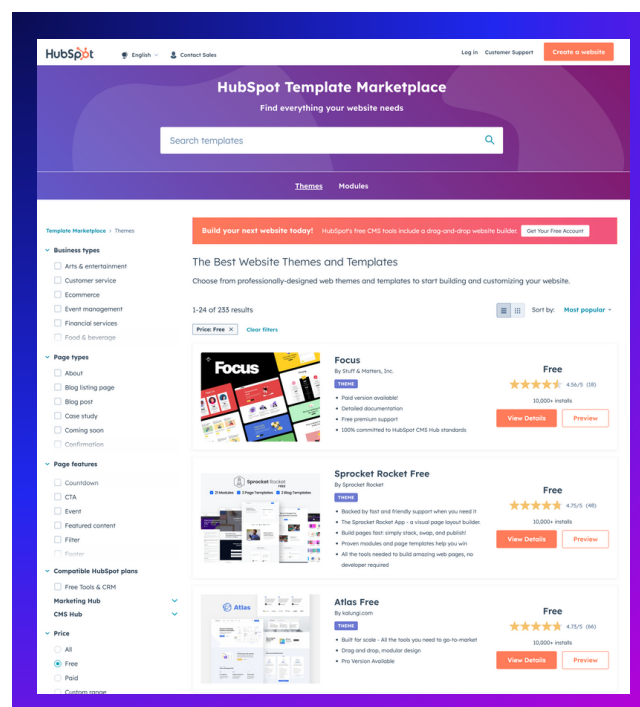 HubSpot
English
Contact Sales
Log in
Customer Support
Create a website
HubSpot Template Marketplace
Find everything your website needs
Search templates
Themes
Modules
Template Marketplace › Themes
Build your next website today! HubSpot's free CMS tools include a drag-and-drop website builder.
Get Your Free Account
Business types
Arts & entertainment
Customer service
Ecommerce
Event management
Financial services
Food & beverage
Page types
About
Blog listing page
Blog post
Case study
Coming soon
Confirmation
Page features
Countdown
CTA
Event
Featured content
Filter
Footer
Compatible HubSpot plans
Free Tools & CRM
Marketing Hub
CMS Hub
Price
All
Free
Paid
Custom range
The Best Website Themes and Templates
Choose from professionally-designed web themes and templates to start building and customizing your website.
1-24 of 233 results
Sort by: Most popular
Price: Free ×
Clear filters
Focus
Focus
By Stuff & Matters, Inc.
THEME
• Paid version available!
• Detailed documentation
• Free premium support
• 100% committed to HubSpot CMS Hub standards
Free
4.56/5 (18)
10,000+ installs
View Details
Preview
Sprocket Rocket
FREE
21 Modules
3 Page Templates
2 Blog Templates
Sprocket Rocket Free
By Sprocket Rocket
THEME
• Backed by fast and friendly support when you need it
• The Sprocket Rocket App - a visual page layout builder.
• Build pages fast: simply stack, swap, and publish!
• Proven modules and page templates help you win
• All the tools needed to build amazing web pages, no
developer required
Free
4.75/5 (48)
10,000+ installs
View Details
Preview
Atlas
Atlas Free
By kalungi.com
THEME
• Built for scale - All the tools you need to go-to-market
• Drag and drop, modular design
• Pro Version Available
Free
4.75/5 (66)
10,000+ installs
View Details
Preview